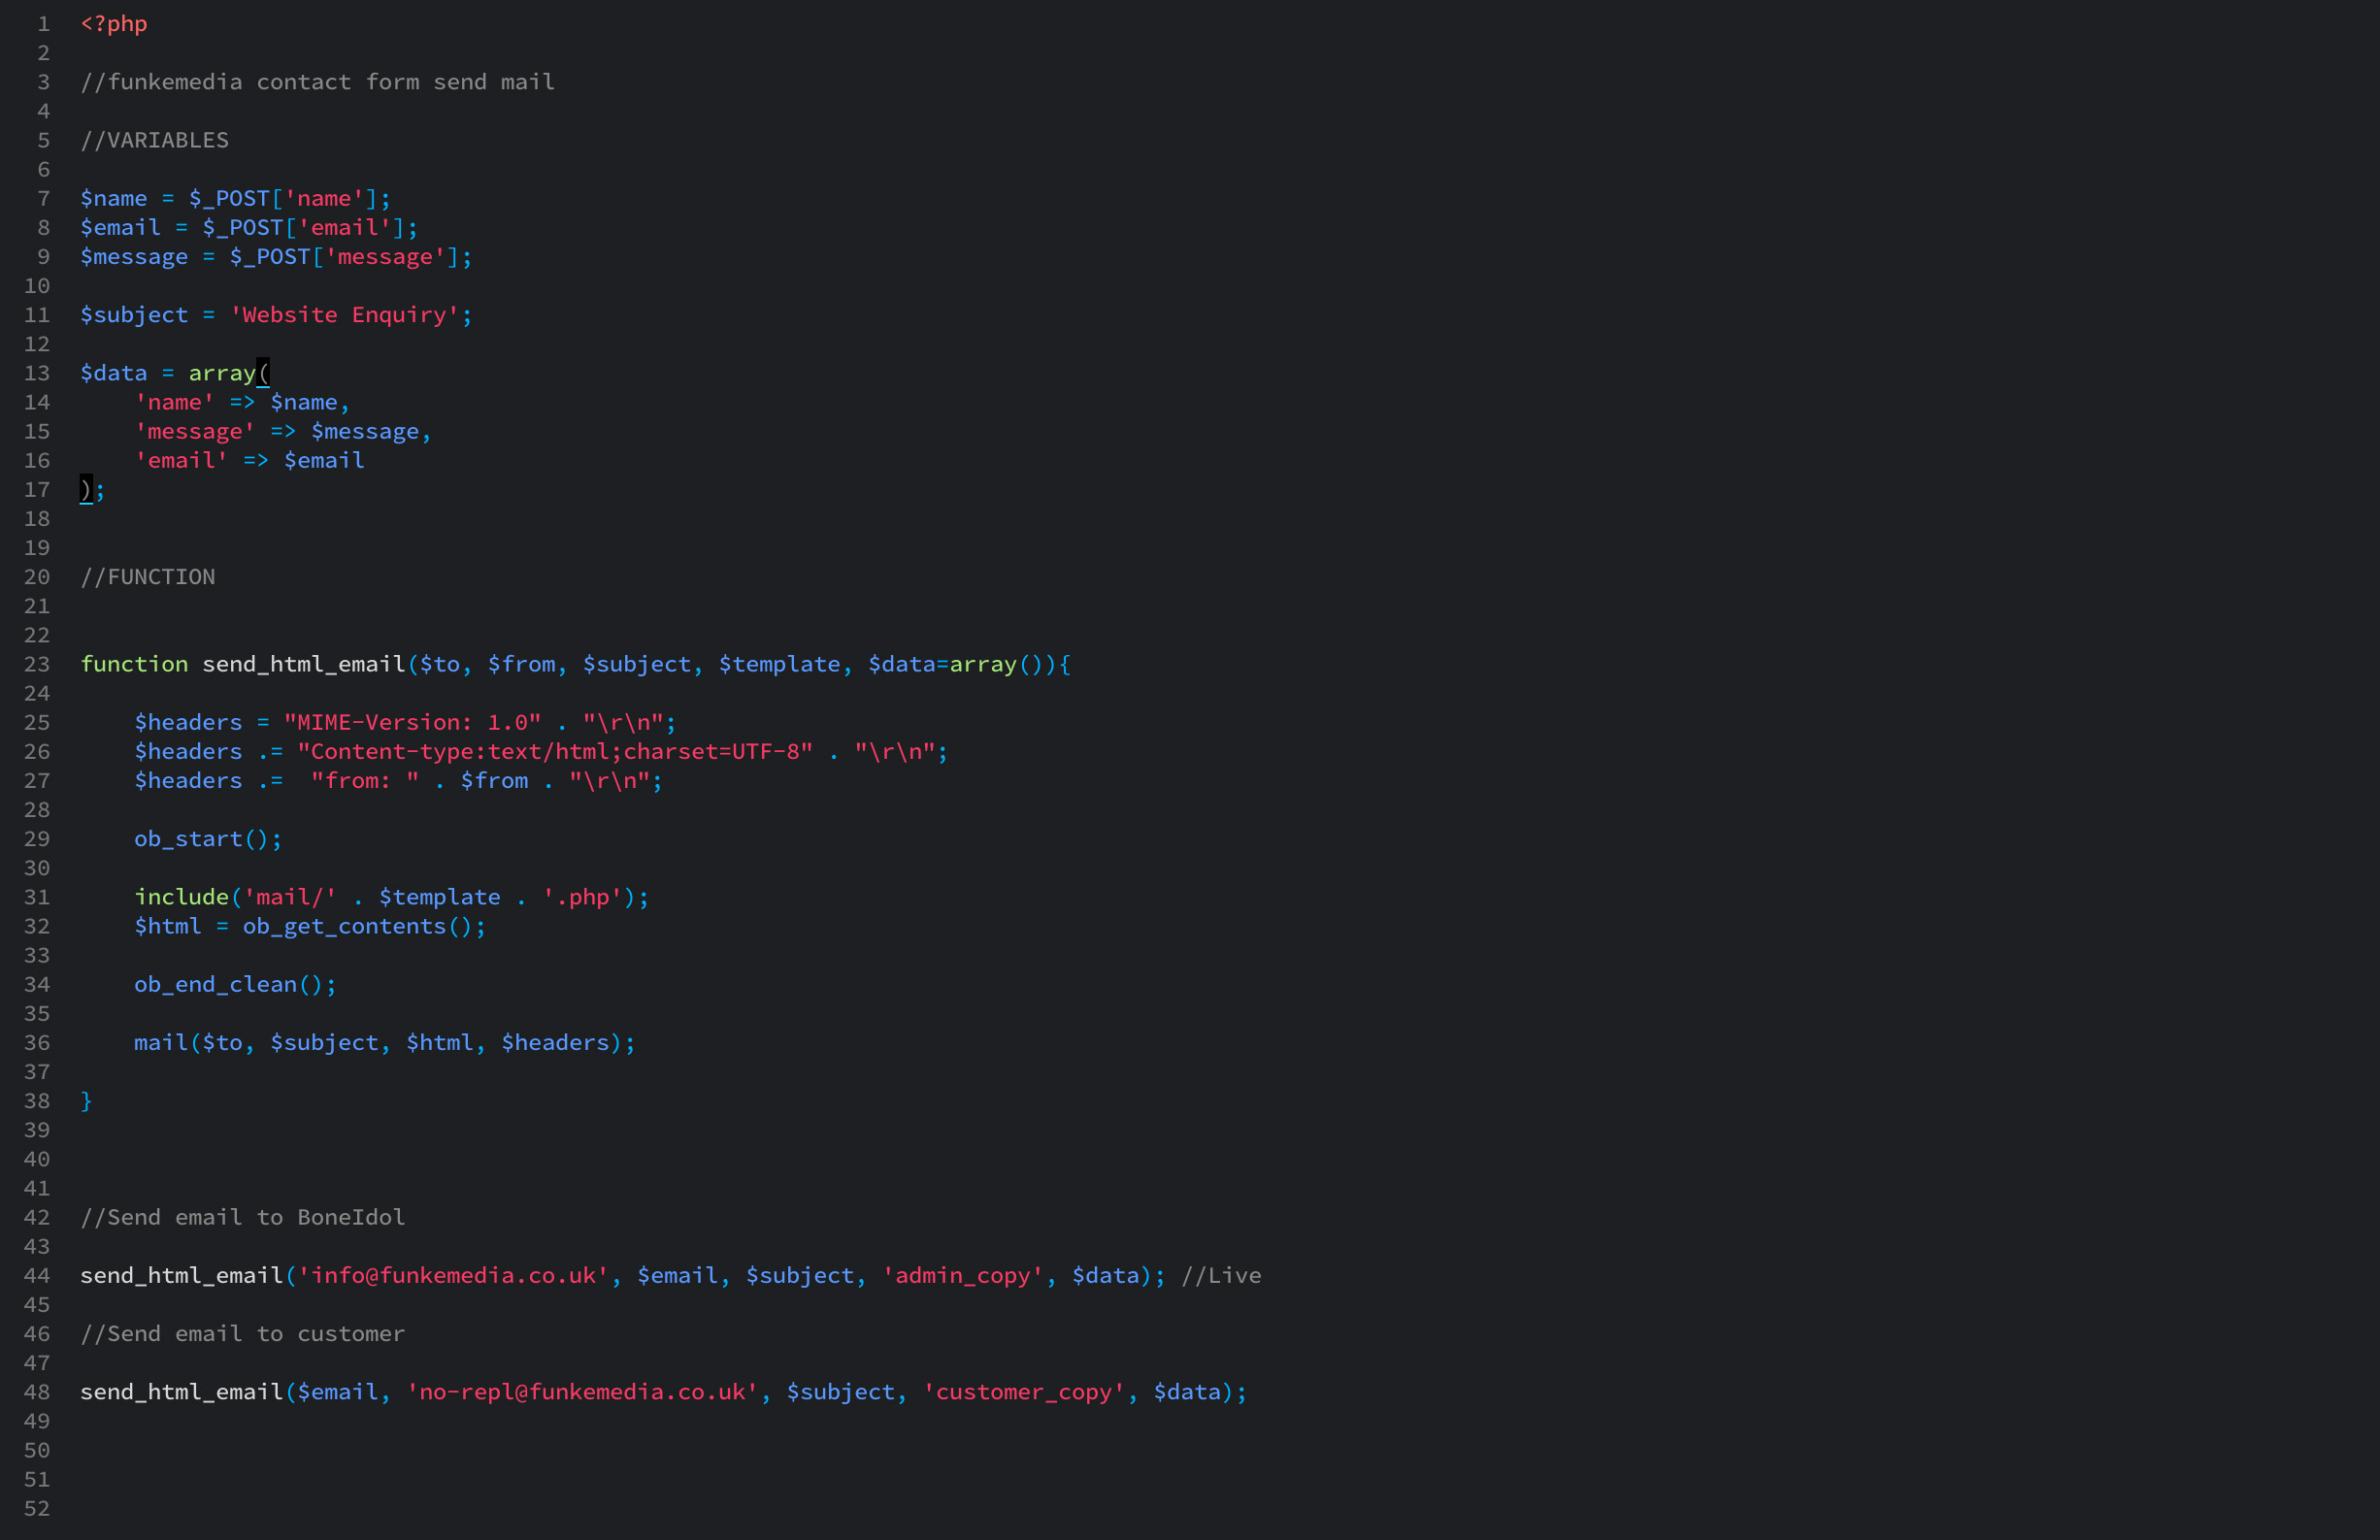 1 <?php
2
3 //funkemedia contact form send mail
4
5 //VARIABLES
6
7 $name = $_POST['name'];
8 $email = $_POST['email'];
9 $message = $_POST['message'];
10
11 $subject = 'Website Enquiry';
12
13 $data = array(
14     'name' => $name,
15     'message' => $message,
16     'email' => $email
17 );
18
19
20 //FUNCTION
21
22
23 function send_html_email($to, $from, $subject, $template, $data=array()){
24
25     $headers = "MIME-Version: 1.0" . "\r\n";
26     $headers .= "Content-type:text/html;charset=UTF-8" . "\r\n";
27     $headers .=  "from: " . $from . "\r\n";
28
29     ob_start();
30
31     include('mail/' . $template . '.php');
32     $html = ob_get_contents();
33
34     ob_end_clean();
35
36     mail($to, $subject, $html, $headers);
37
38 }
39
40
41
42 //Send email to BoneIdol
43
44 send_html_email('info@funkemedia.co.uk', $email, $subject, 'admin_copy', $data); //Live
45
46 //Send email to customer
47
48 send_html_email($email, 'no-repl@funkemedia.co.uk', $subject, 'customer_copy', $data);
49
50
51
52